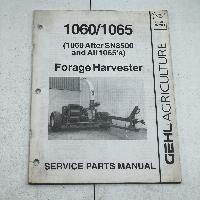 1060/1065
(1060 After SN8500
and All 1065's)
Forage Harvester
GEHL AGRICULTURE
SERVICE PARTS MANUAL